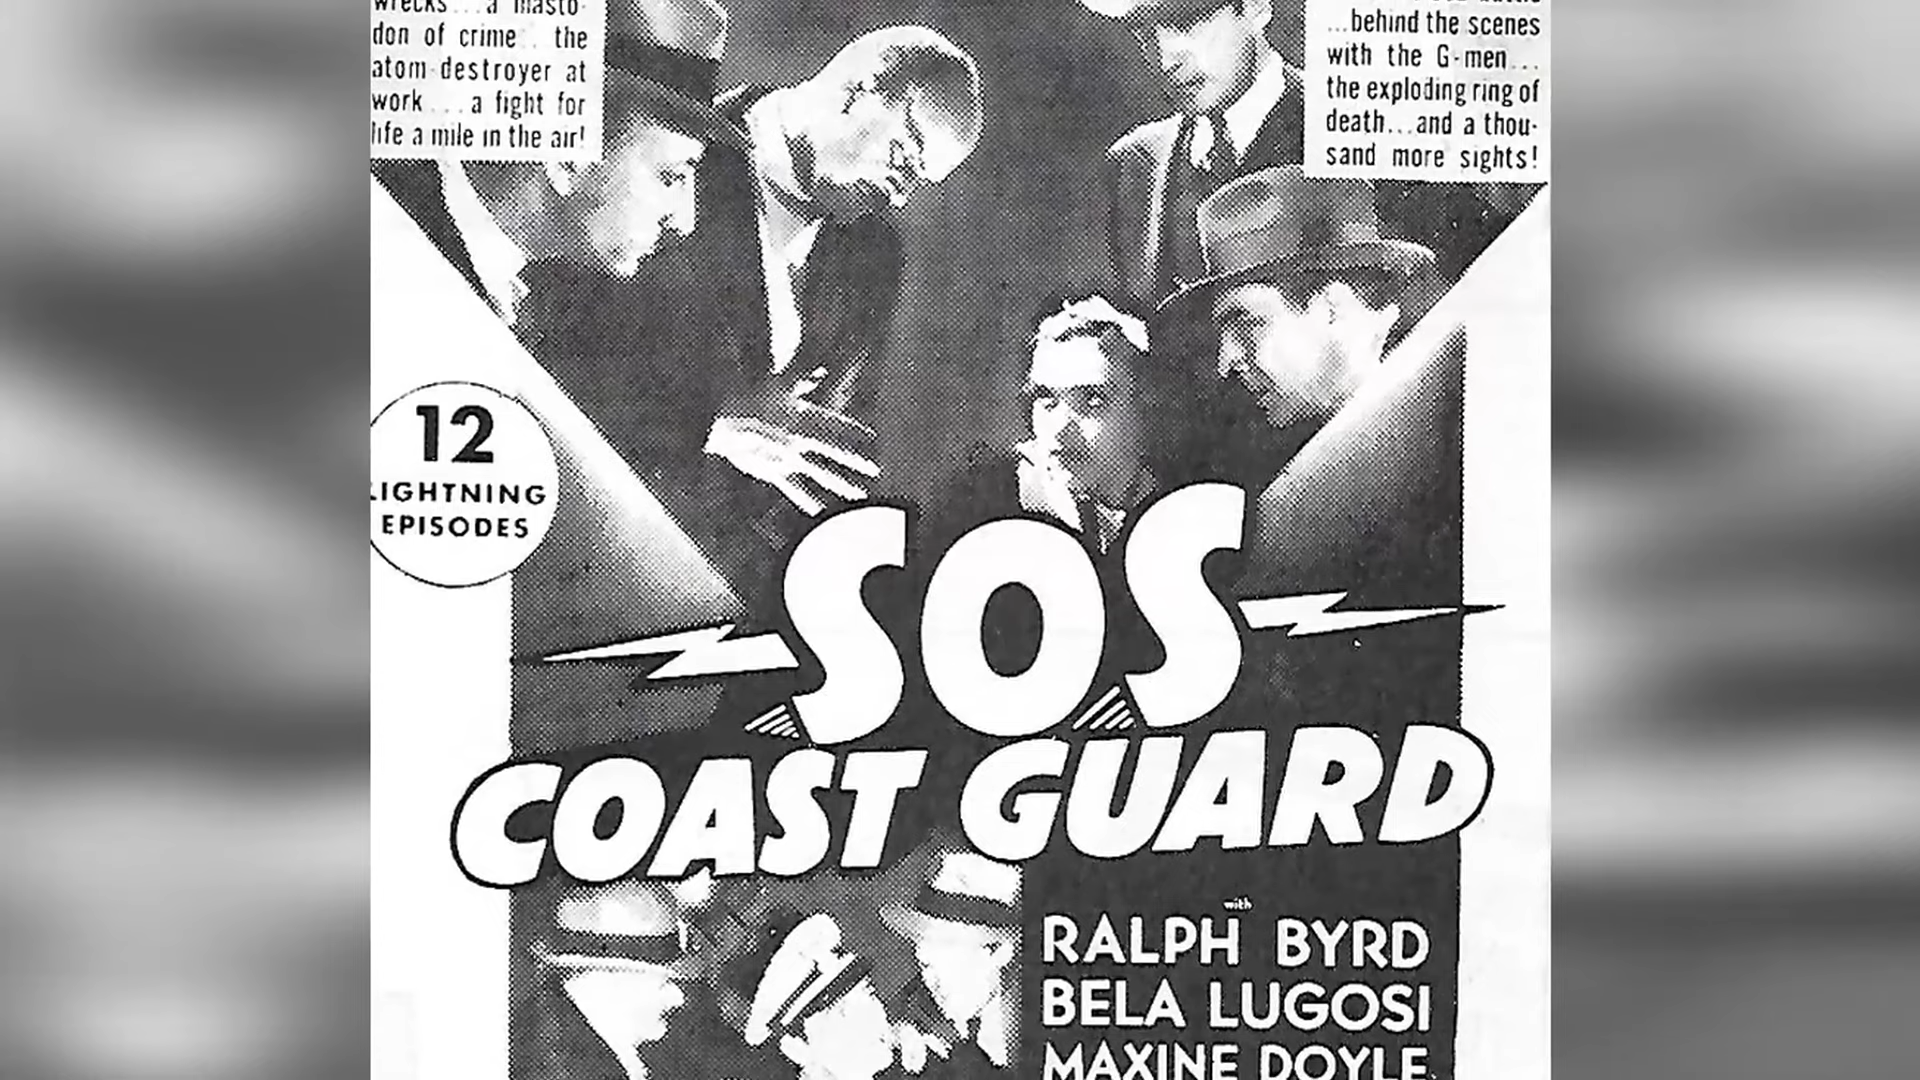 wrecks...a masto-
don of crime.. the
atom-destroyer at
work...a fight for
life a mile in the air!
...behind the scenes
with the G-men...
the exploding ring of
death...and a thou-
sand more sights!
12
LIGHTNING
EPISODES
SOS
COAST GUARD
with
RALPH BYRD
BELA LUGOSI
MAXINE DOYLE